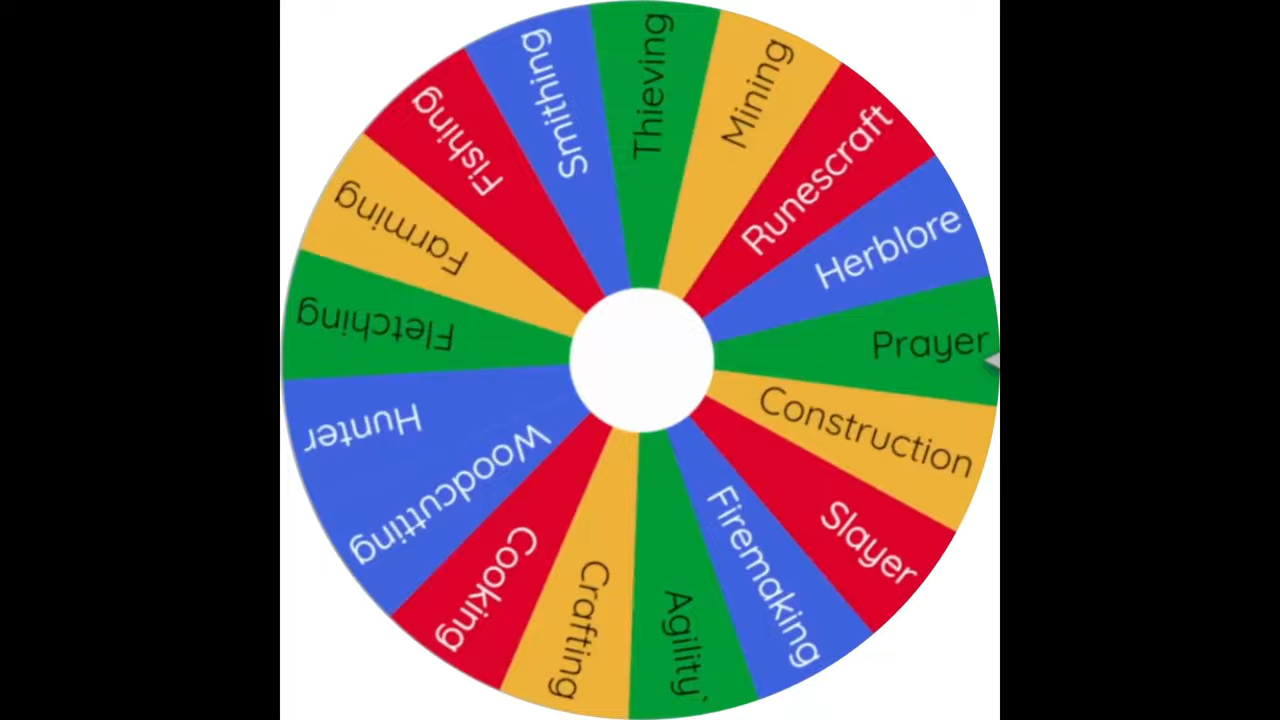 Thieving
Mining
Runescraft
Herblore
Prayer
Construction
Slayer
Firemaking
Agility`
Crafting
Cooking
Woodcutting
Hunter
Fletching
Farming
Fishing
Smithing